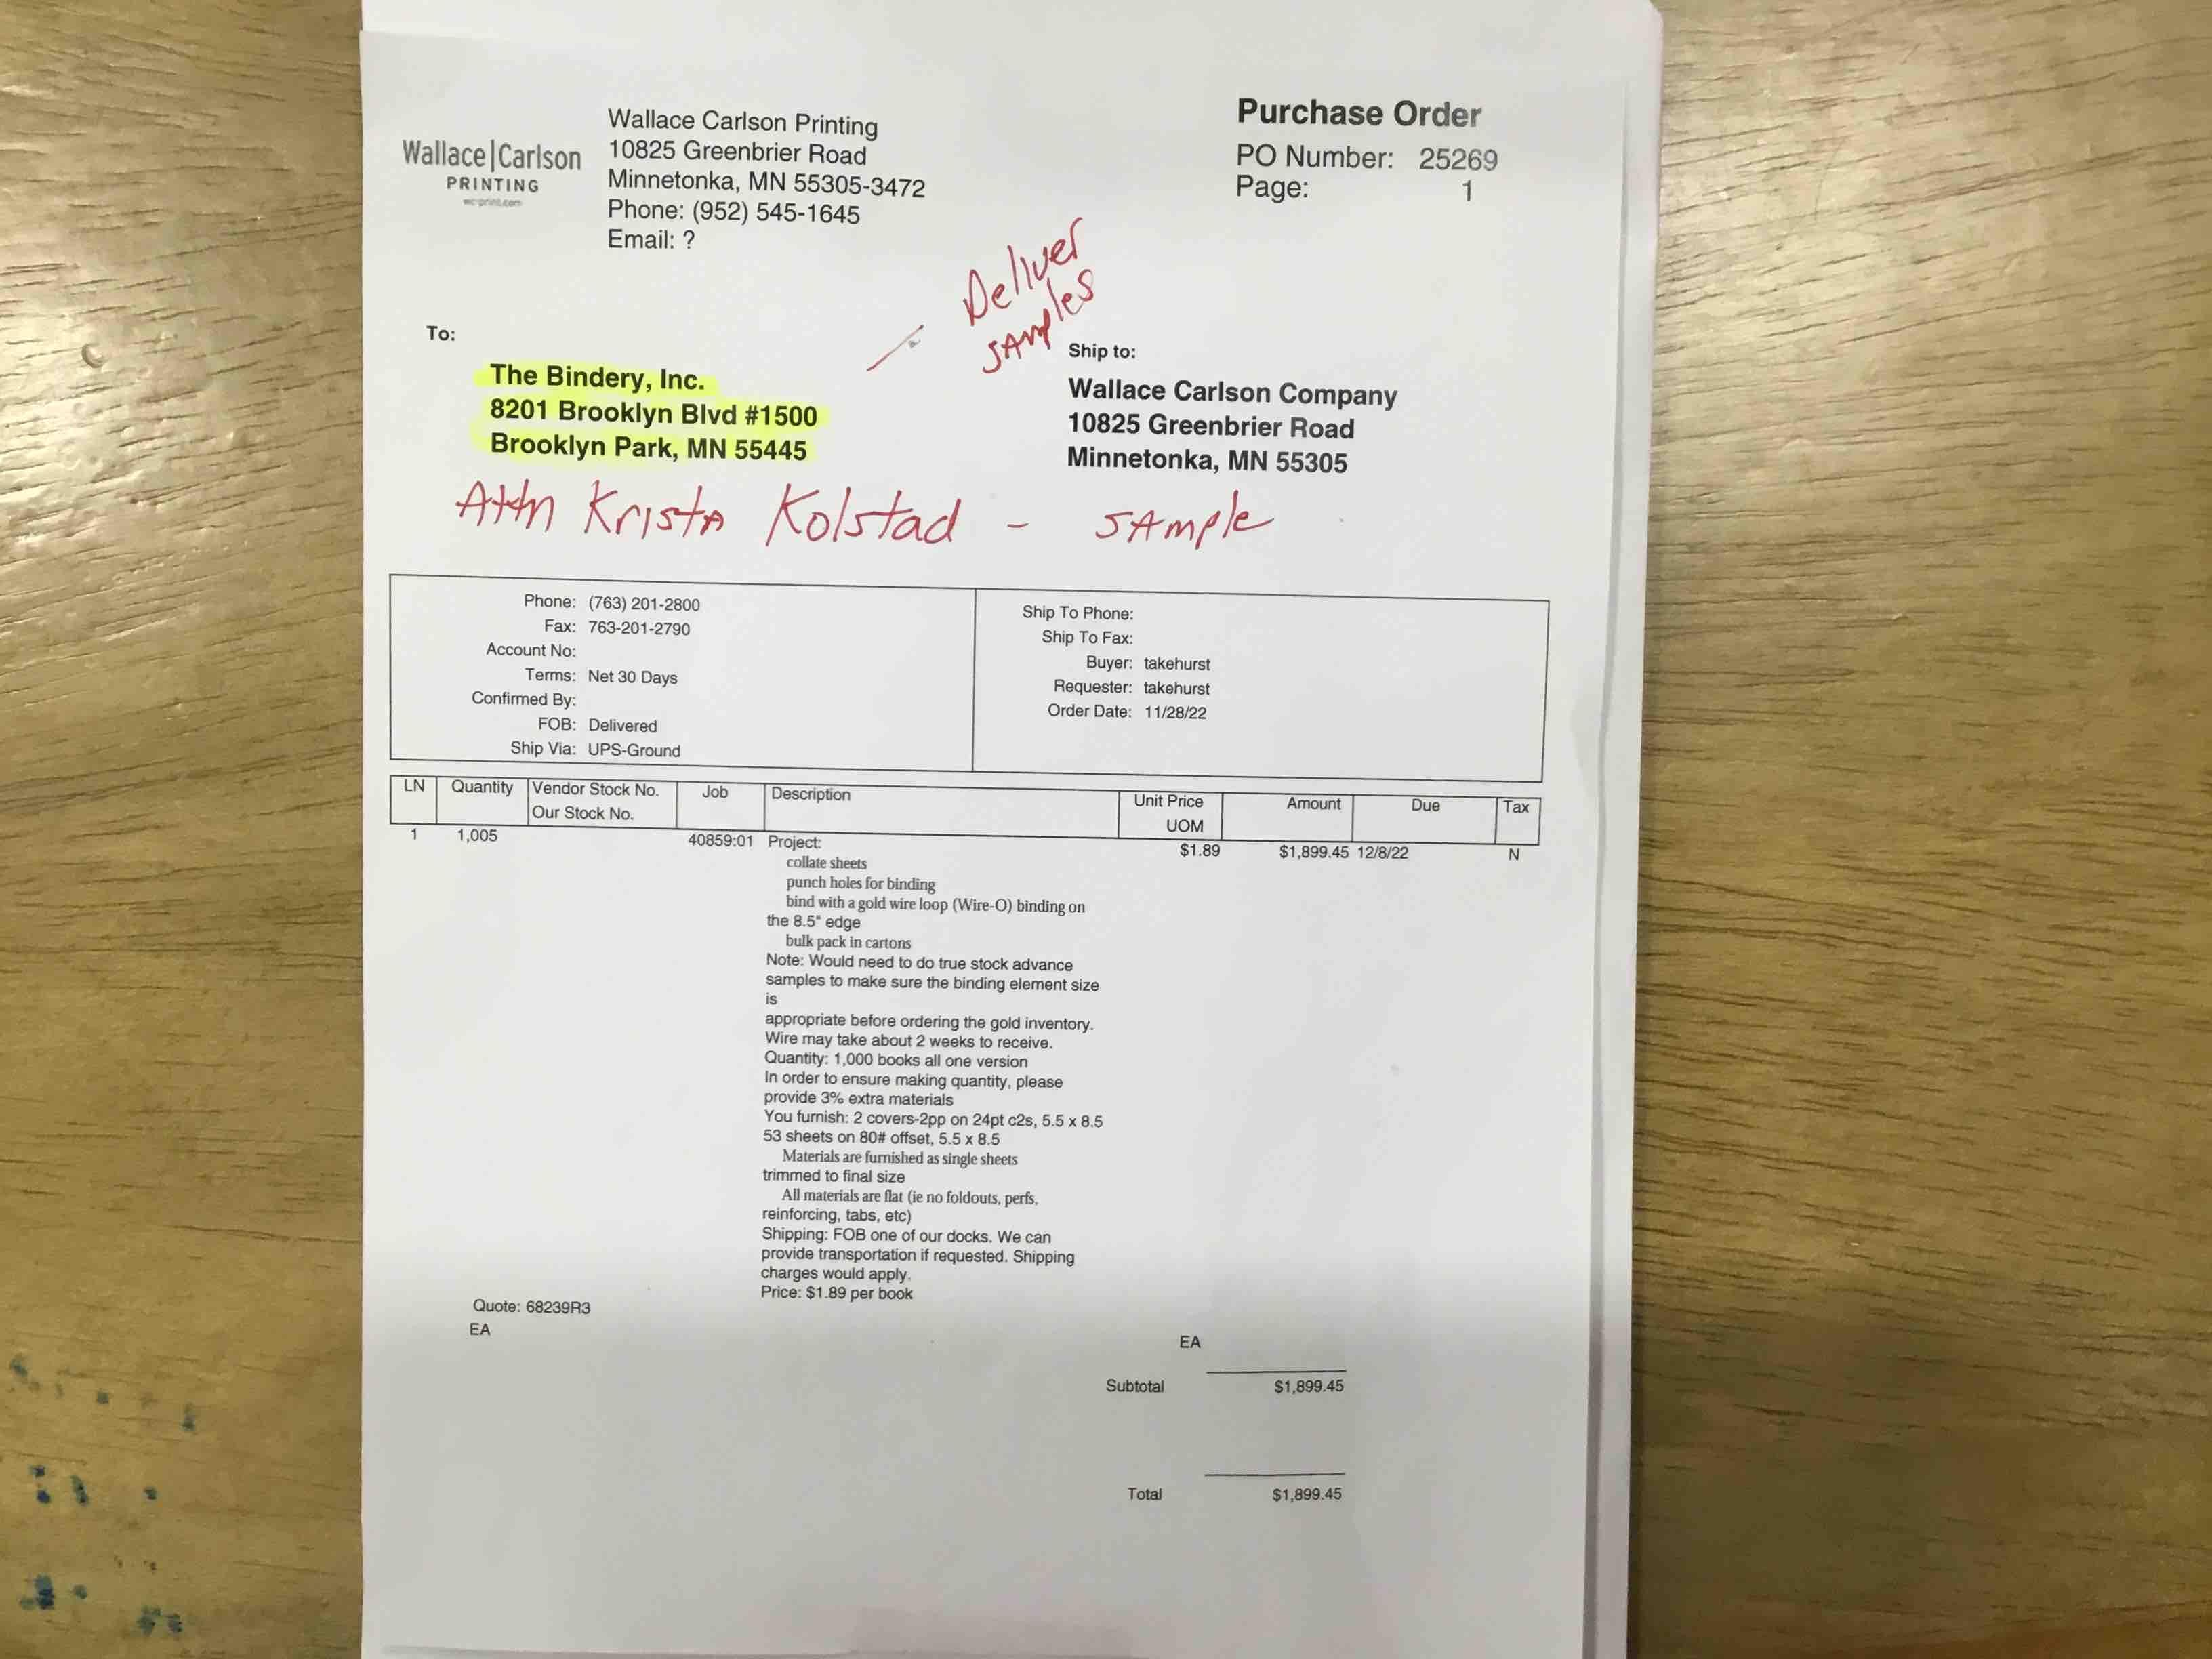 Wallace|Carlson
PRINTING
wc-print.com
Wallace Carlson Printing
10825 Greenbrier Road
Minnetonka, MN 55305-3472
Phone: (952) 545-1645
Email: ?
Purchase Order
PO Number: 25269
Page: 1
Deliver
samples
To:
The Bindery, Inc.
8201 Brooklyn Blvd #1500
Brooklyn Park, MN 55445
Ship to:
Wallace Carlson Company
10825 Greenbrier Road
Minnetonka, MN 55305
Attn Krista Kolstad - sample
Phone: (763) 201-2800
Fax: 763-201-2790
Account No:
Terms: Net 30 Days
Confirmed By:
FOB: Delivered
Ship Via: UPS-Ground
Ship To Phone:
Ship To Fax:
Buyer: takehurst
Requester: takehurst
Order Date: 11/28/22
LN Quantity Vendor Stock No. Job Description Unit Price Amount Due Tax
Our Stock No. UOM
1 1,005 40859:01 Project: $1.89 $1,899.45 12/8/22 N
collate sheets
punch holes for binding
bind with a gold wire loop (Wire-O) binding on
the 8.5" edge
bulk pack in cartons
Note: Would need to do true stock advance
samples to make sure the binding element size
is
appropriate before ordering the gold inventory.
Wire may take about 2 weeks to receive.
Quantity: 1,000 books all one version
In order to ensure making quantity, please
provide 3% extra materials
You furnish: 2 covers-2pp on 24pt c2s, 5.5 x 8.5
53 sheets on 80# offset, 5.5 x 8.5
Materials are furnished as single sheets
trimmed to final size
All materials are flat (ie no foldouts, perfs,
reinforcing, tabs, etc)
Shipping: FOB one of our docks. We can
provide transportation if requested. Shipping
charges would apply.
Price: $1.89 per book
Quote: 68239R3
EA
EA
Subtotal $1,899.45
Total $1,899.45